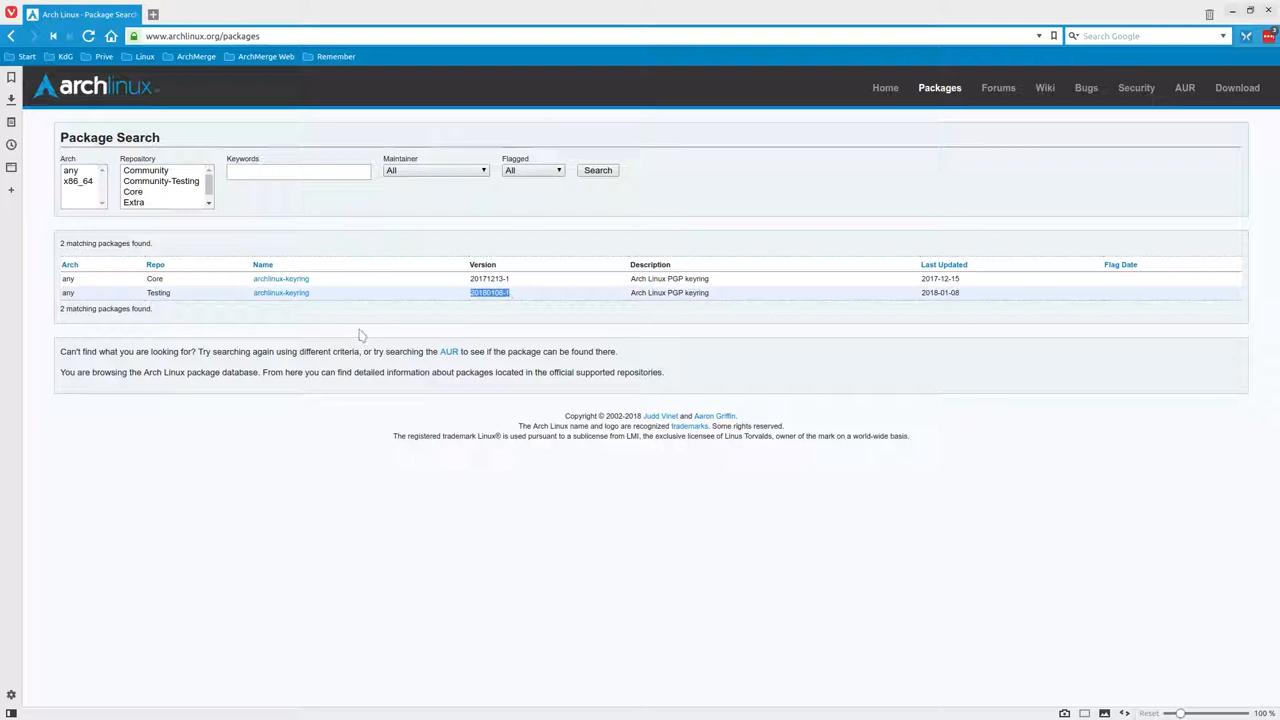 Arch Linux - Package Searc
www.archlinux.org/packages
Search Google
3
Start KdG Prive Linux ArchMerge ArchMerge Web Remember
archlinux
Home Packages Forums Wiki Bugs Security AUR Download
Package Search
Arch Repository Keywords Maintainer Flagged
any Community All All Search
x86_64 Community-Testing
Core
Extra
2 matching packages found.
Arch Repo Name Version Description Last Updated Flag Date
any Core archlinux-keyring 20171213-1 Arch Linux PGP keyring 2017-12-15
any Testing archlinux-keyring 20180108-1 Arch Linux PGP keyring 2018-01-08
2 matching packages found.
Can't find what you are looking for? Try searching again using different criteria, or try searching the AUR to see if the package can be found there.
You are browsing the Arch Linux package database. From here you can find detailed information about packages located in the official supported repositories.
Copyright © 2002-2018 Judd Vinet and Aaron Griffin.
The Arch Linux name and logo are recognized trademarks. Some rights reserved.
The registered trademark Linux® is used pursuant to a sublicense from LMI, the exclusive licensee of Linus Torvalds, owner of the mark on a world-wide basis.
Reset 100 %